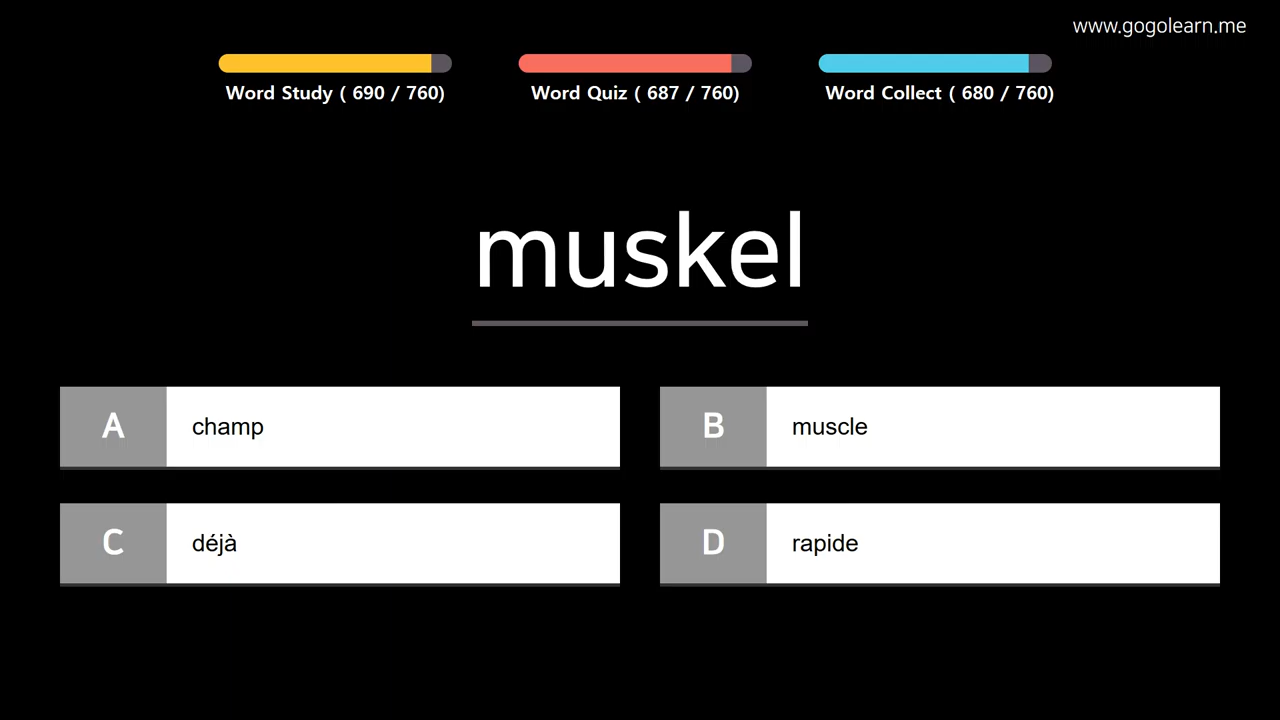 www.gogolearn.me
Word Study ( 690 / 760)
Word Quiz ( 687 / 760)
Word Collect ( 680 / 760)
muskel
A champ
B muscle
C déjà
D rapide